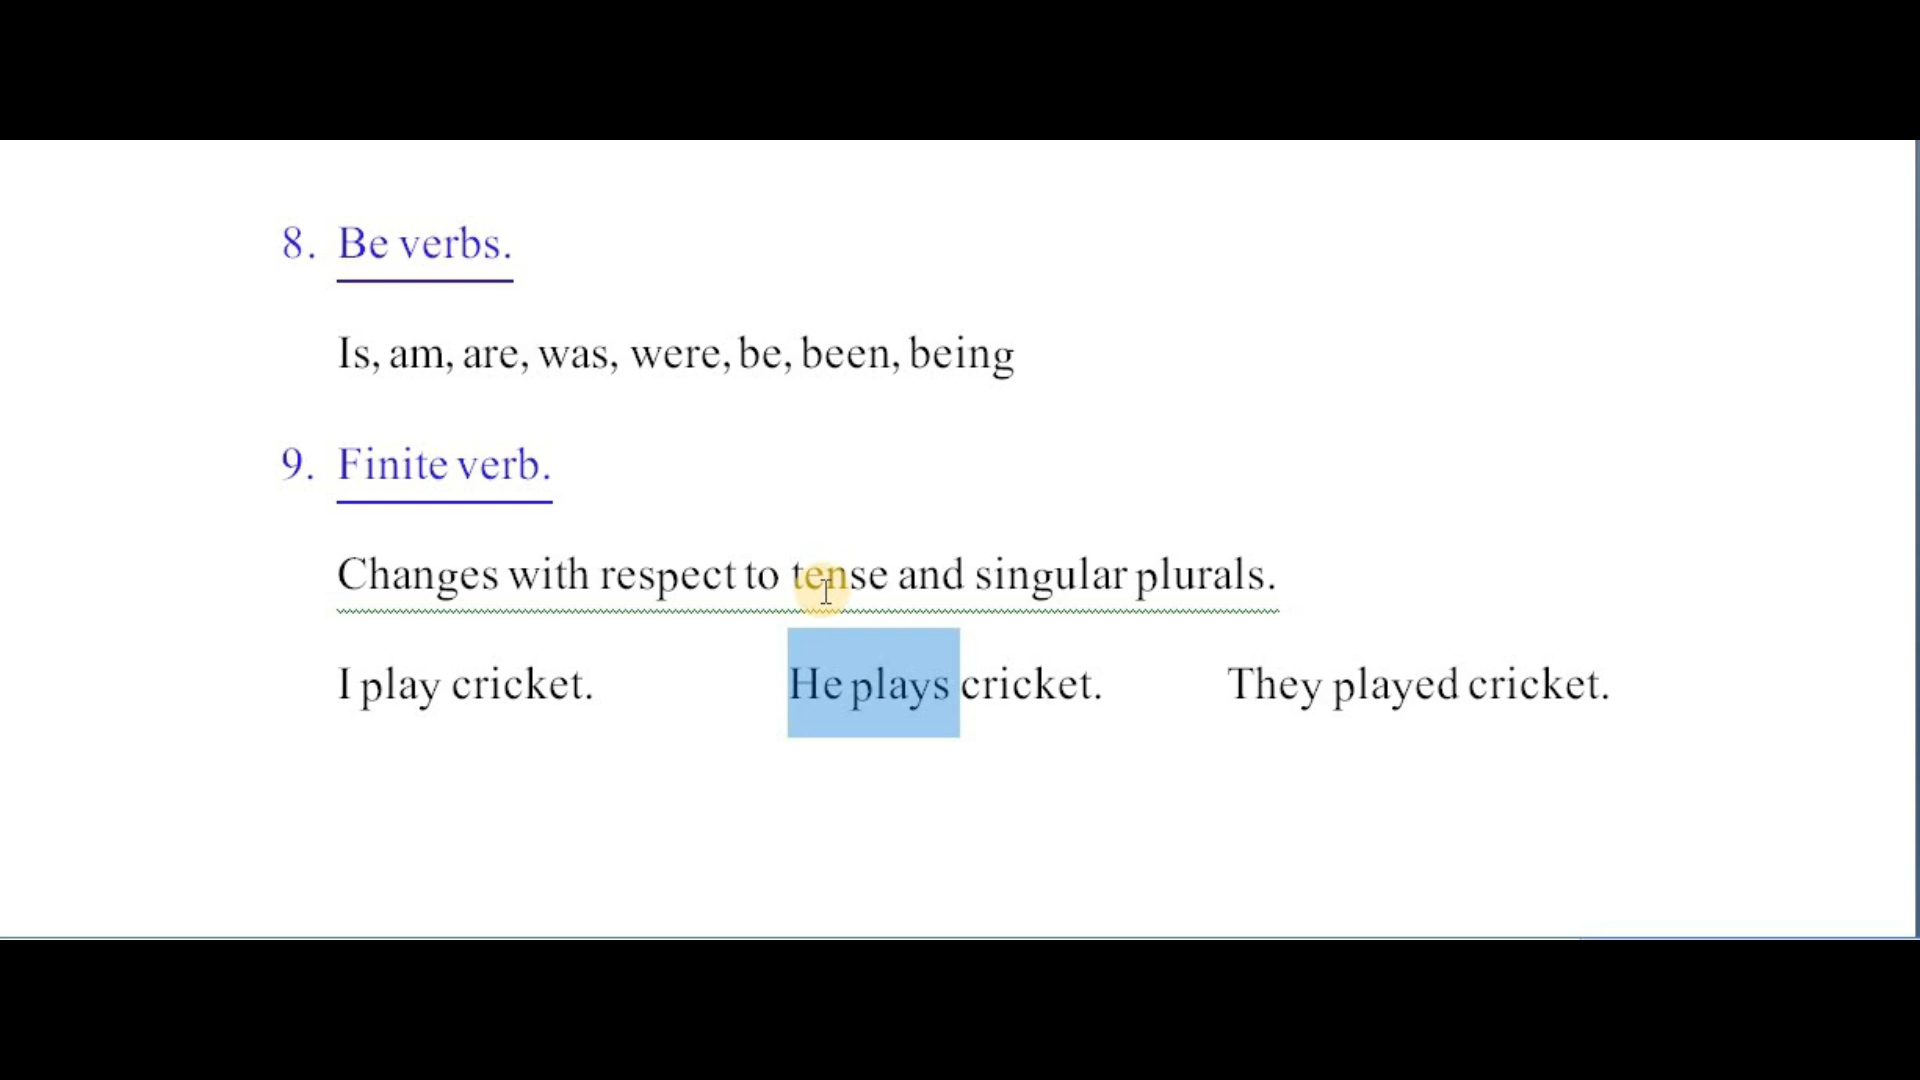 8. Be verbs.
Is, am, are, was, were, be, been, being
9. Finite verb.
Changes with respect to tense and singular plurals.
I play cricket. He plays cricket. They played cricket.